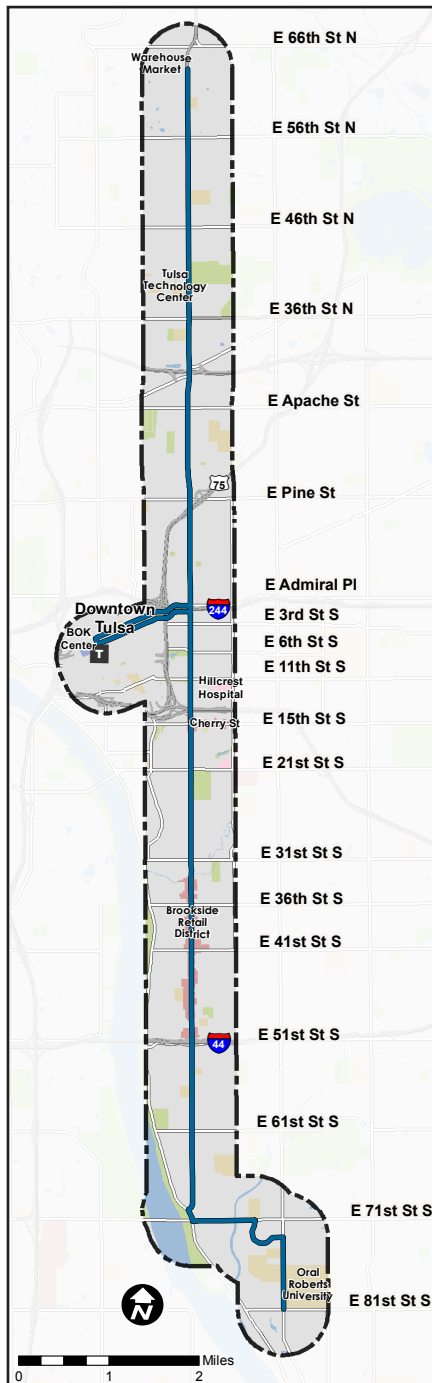 E 66th St N
Warehouse
Market
E 56th St N
E 46th St N
Tulsa
Technology
Center
E 36th St N
E Apache St
75
E Pine St
E Admiral Pl
Downtown
Tulsa
244
E 3rd St S
BOK
Center
T
E 6th St S
E 11th St S
Hillcrest
Hospital
Cherry St
E 15th St S
E 21st St S
E 31st St S
E 36th St S
Brookside
Retail
District
E 41st St S
E 51st St S
44
E 61st St S
E 71st St S
Oral
Roberts
University
E 81st St S
N
Miles
0 1 2